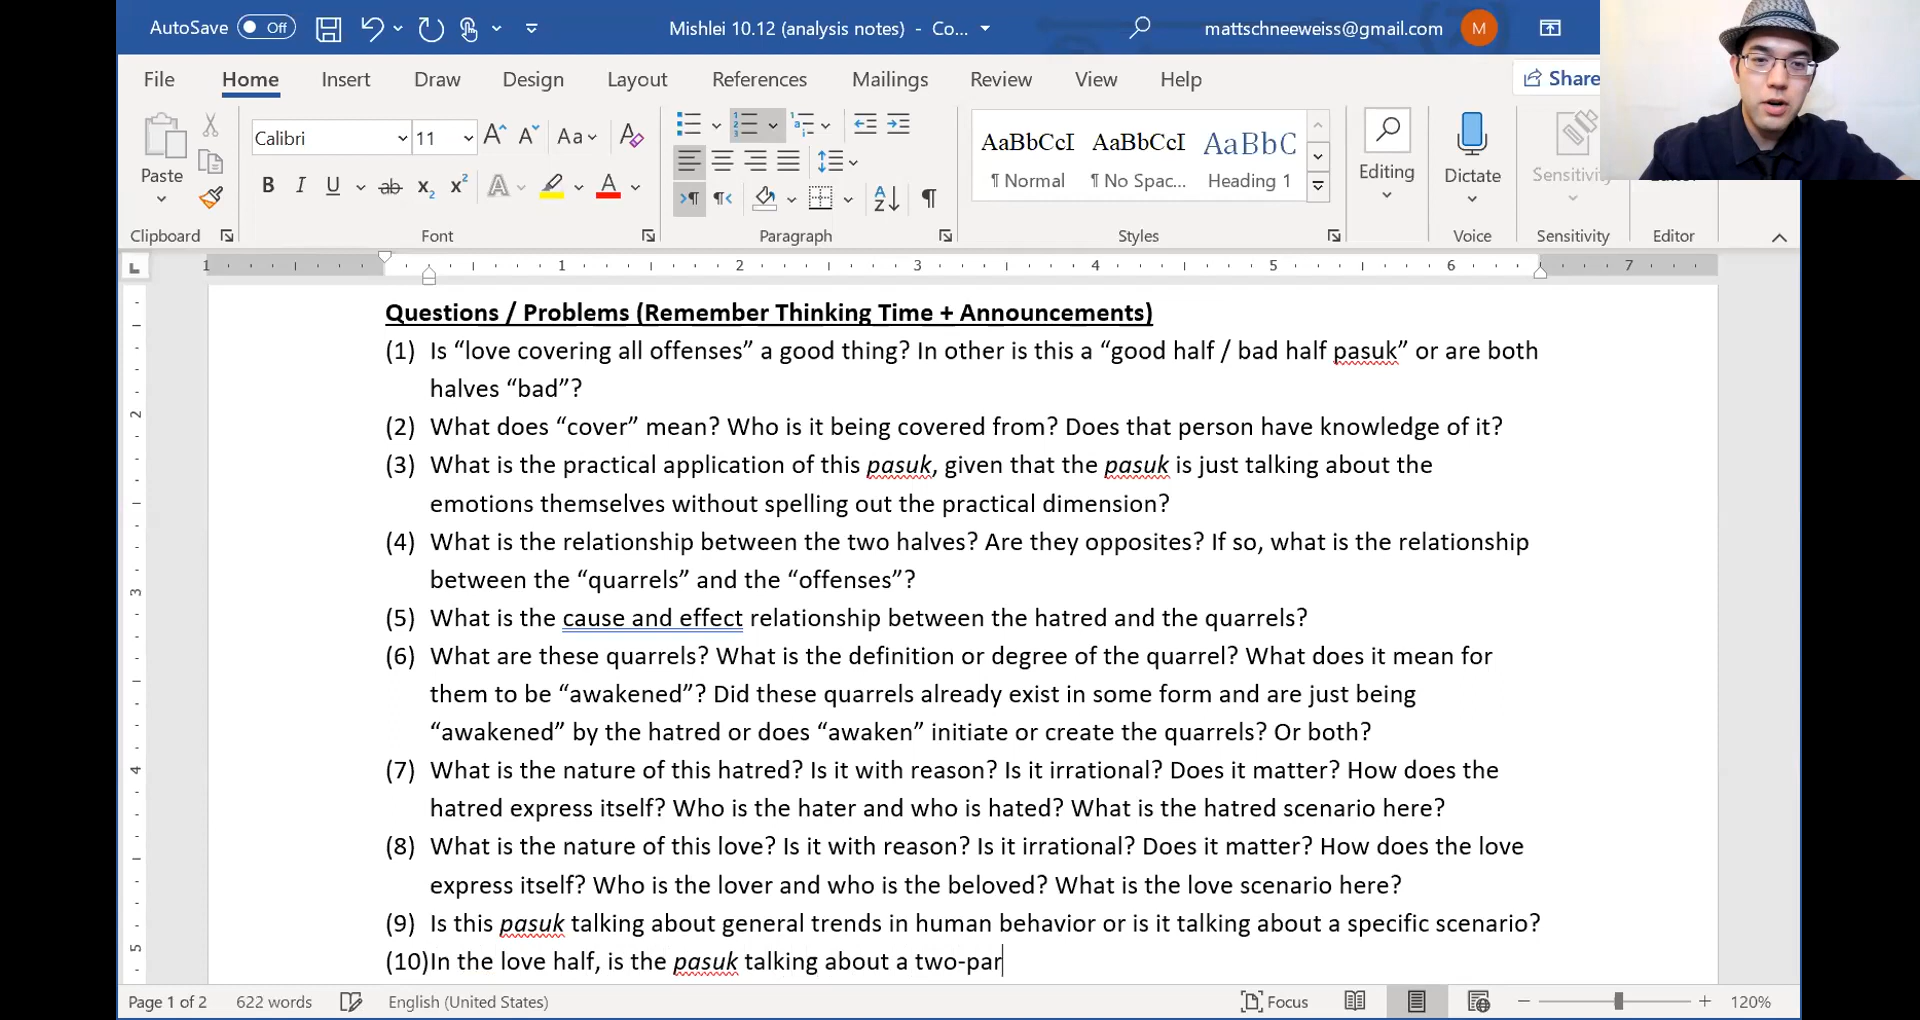 AutoSave Off Mishlei 10.12 (analysis notes) - Co... mattschneeweiss@gmail.com M
File Home Insert Draw Design Layout References Mailings Review View Help Share
Calibri 11 Aa AaBbCcI AaBbCcI AaBbC
Paste B I U ab x₂ x² A A ¶ Normal ¶ No Spac... Heading 1 Editing Dictate Sensitivity
Clipboard Font Paragraph Styles Voice Sensitivity Editor
1 1 2 3 4 5 6 7
Questions / Problems (Remember Thinking Time + Announcements)
(1) Is “love covering all offenses” a good thing? In other is this a “good half / bad half pasuk” or are both
halves “bad”?
(2) What does “cover” mean? Who is it being covered from? Does that person have knowledge of it?
(3) What is the practical application of this pasuk, given that the pasuk is just talking about the
emotions themselves without spelling out the practical dimension?
(4) What is the relationship between the two halves? Are they opposites? If so, what is the relationship
between the “quarrels” and the “offenses”?
(5) What is the cause and effect relationship between the hatred and the quarrels?
(6) What are these quarrels? What is the definition or degree of the quarrel? What does it mean for
them to be “awakened”? Did these quarrels already exist in some form and are just being
“awakened” by the hatred or does “awaken” initiate or create the quarrels? Or both?
(7) What is the nature of this hatred? Is it with reason? Is it irrational? Does it matter? How does the
hatred express itself? Who is the hater and who is hated? What is the hatred scenario here?
(8) What is the nature of this love? Is it with reason? Is it irrational? Does it matter? How does the love
express itself? Who is the lover and who is the beloved? What is the love scenario here?
(9) Is this pasuk talking about general trends in human behavior or is it talking about a specific scenario?
(10)In the love half, is the pasuk talking about a two-par
2
3
4
5
Page 1 of 2 622 words English (United States) Focus 120%